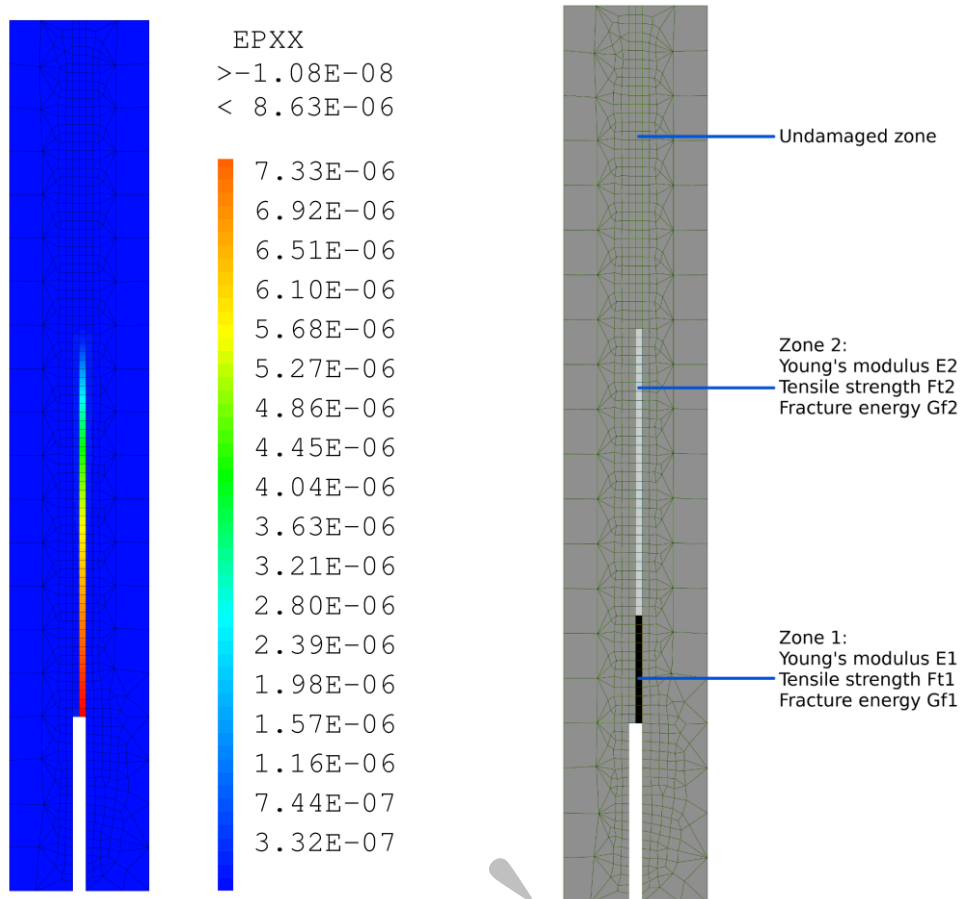 EPXX
>-1.08E-08
< 8.63E-06
7.33E-06
6.92E-06
6.51E-06
6.10E-06
5.68E-06
5.27E-06
4.86E-06
4.45E-06
4.04E-06
3.63E-06
3.21E-06
2.80E-06
2.39E-06
1.98E-06
1.57E-06
1.16E-06
7.44E-07
3.32E-07
Undamaged zone
Zone 2:
Young's modulus E2
Tensile strength Ft2
Fracture energy Gf2
Zone 1:
Young's modulus E1
Tensile strength Ft1
Fracture energy Gf1